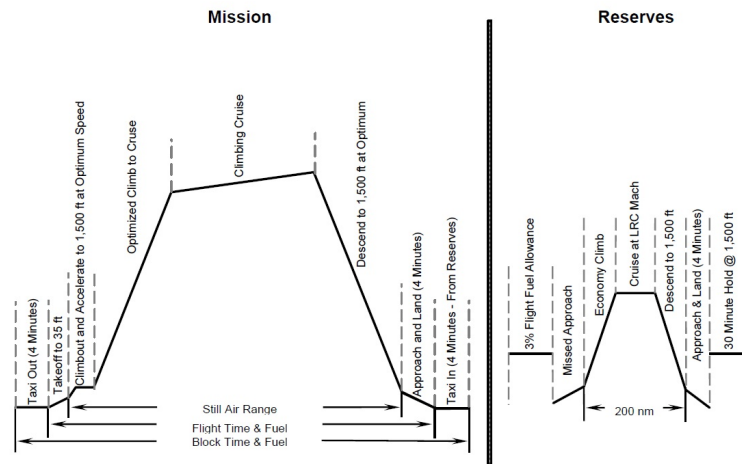 Mission
Reserves
Taxi Out (4 Minutes)
Takeoff to 35 ft
Climbout and Accelerate to 1,500 ft at Optimum Speed
Optimized Climb to Cruse
Climbing Cruise
Descend to 1,500 ft at Optimum
Approach and Land (4 Minutes)
Taxi In (4 Minutes - From Reserves)
Still Air Range
Flight Time & Fuel
Block Time & Fuel
3% Flight Fuel Allowance
Missed Approach
Economy Climb
Cruise at LRC Mach
Descend to 1,500 ft
Approach & Land (4 Minutes)
30 Minute Hold @ 1,500 ft
200 nm